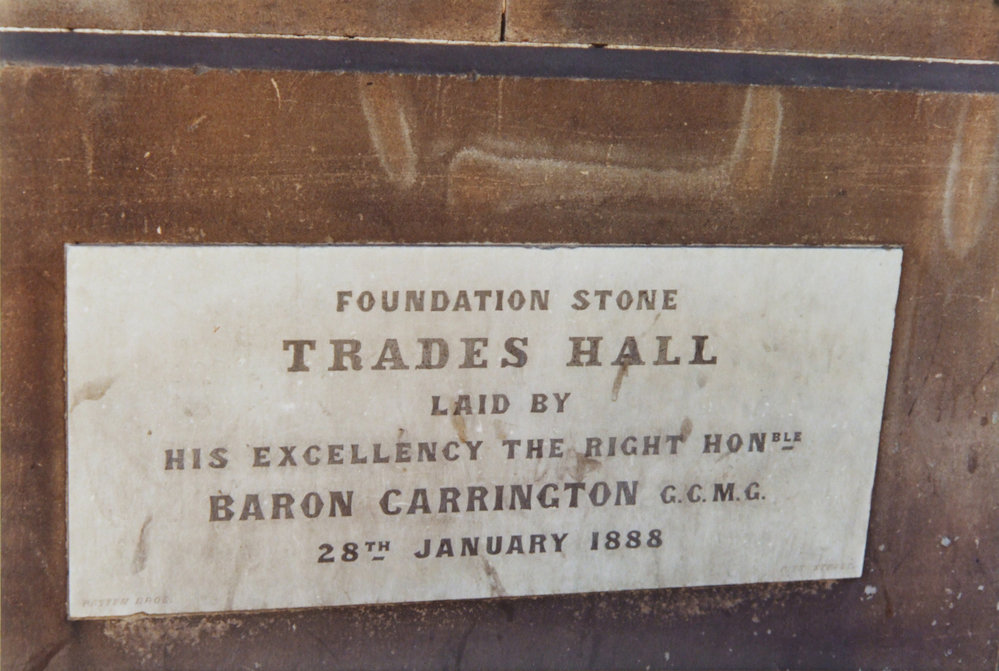 FOUNDATION STONE
TRADES HALL
LAID BY
HIS EXCELLENCY THE RIGHT HONBLE
BARON CARRINGTON G.C.M.G.
28TH JANUARY 1888